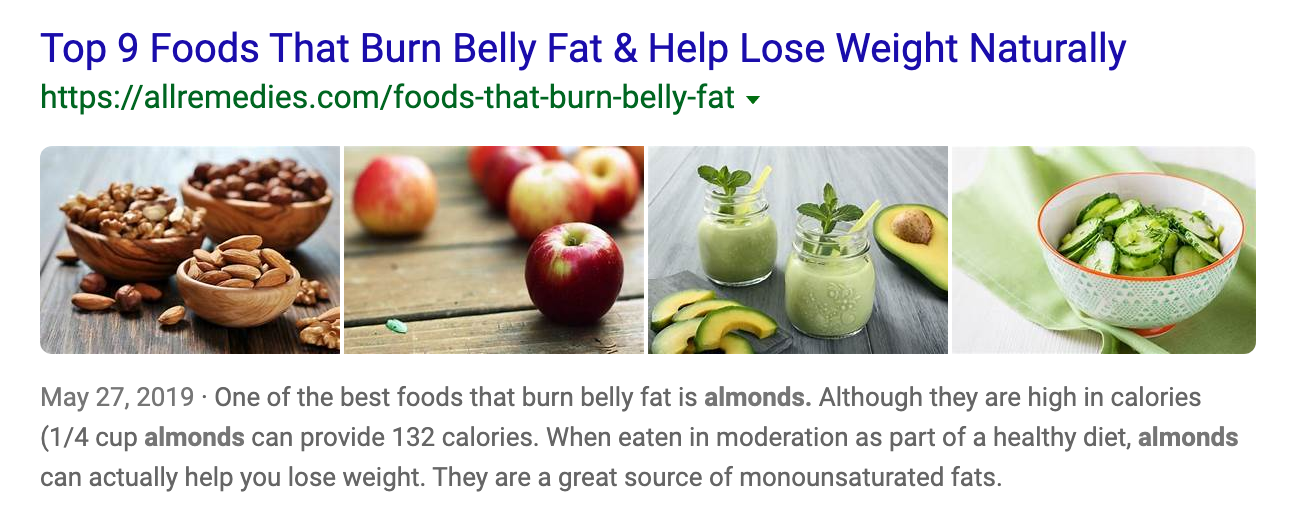 Top 9 Foods That Burn Belly Fat & Help Lose Weight Naturally
https://allremedies.com/foods-that-burn-belly-fat
May 27, 2019 · One of the best foods that burn belly fat is almonds. Although they are high in calories
(1/4 cup almonds can provide 132 calories. When eaten in moderation as part of a healthy diet, almonds
can actually help you lose weight. They are a great source of monounsaturated fats.